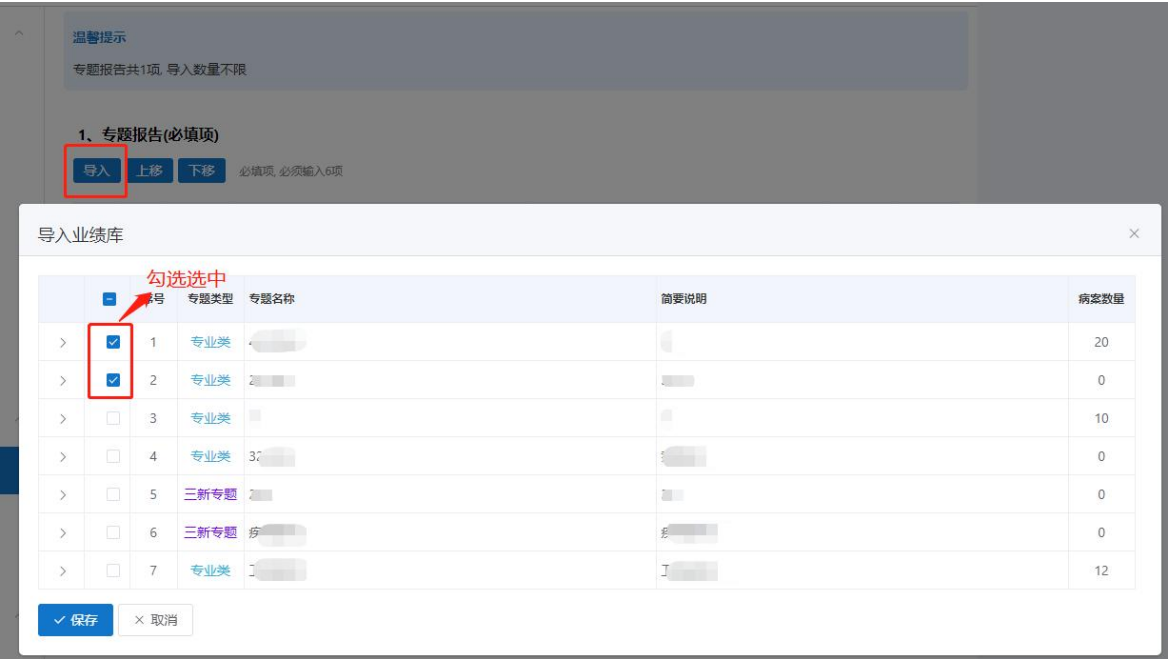 温馨提示
专题报告共1项, 导入数量不限
1、专题报告(必填项)
导入 上移 下移 必填项, 必须输入6项
导入业绩库
勾选选中
号 专题类型 专题名称 简要说明 病案数量
1 专业类 20
2 专业类 0
3 专业类 10
4 专业类 32 0
5 三新专题 0
6 三新专题 0
7 专业类 12
保存 取消